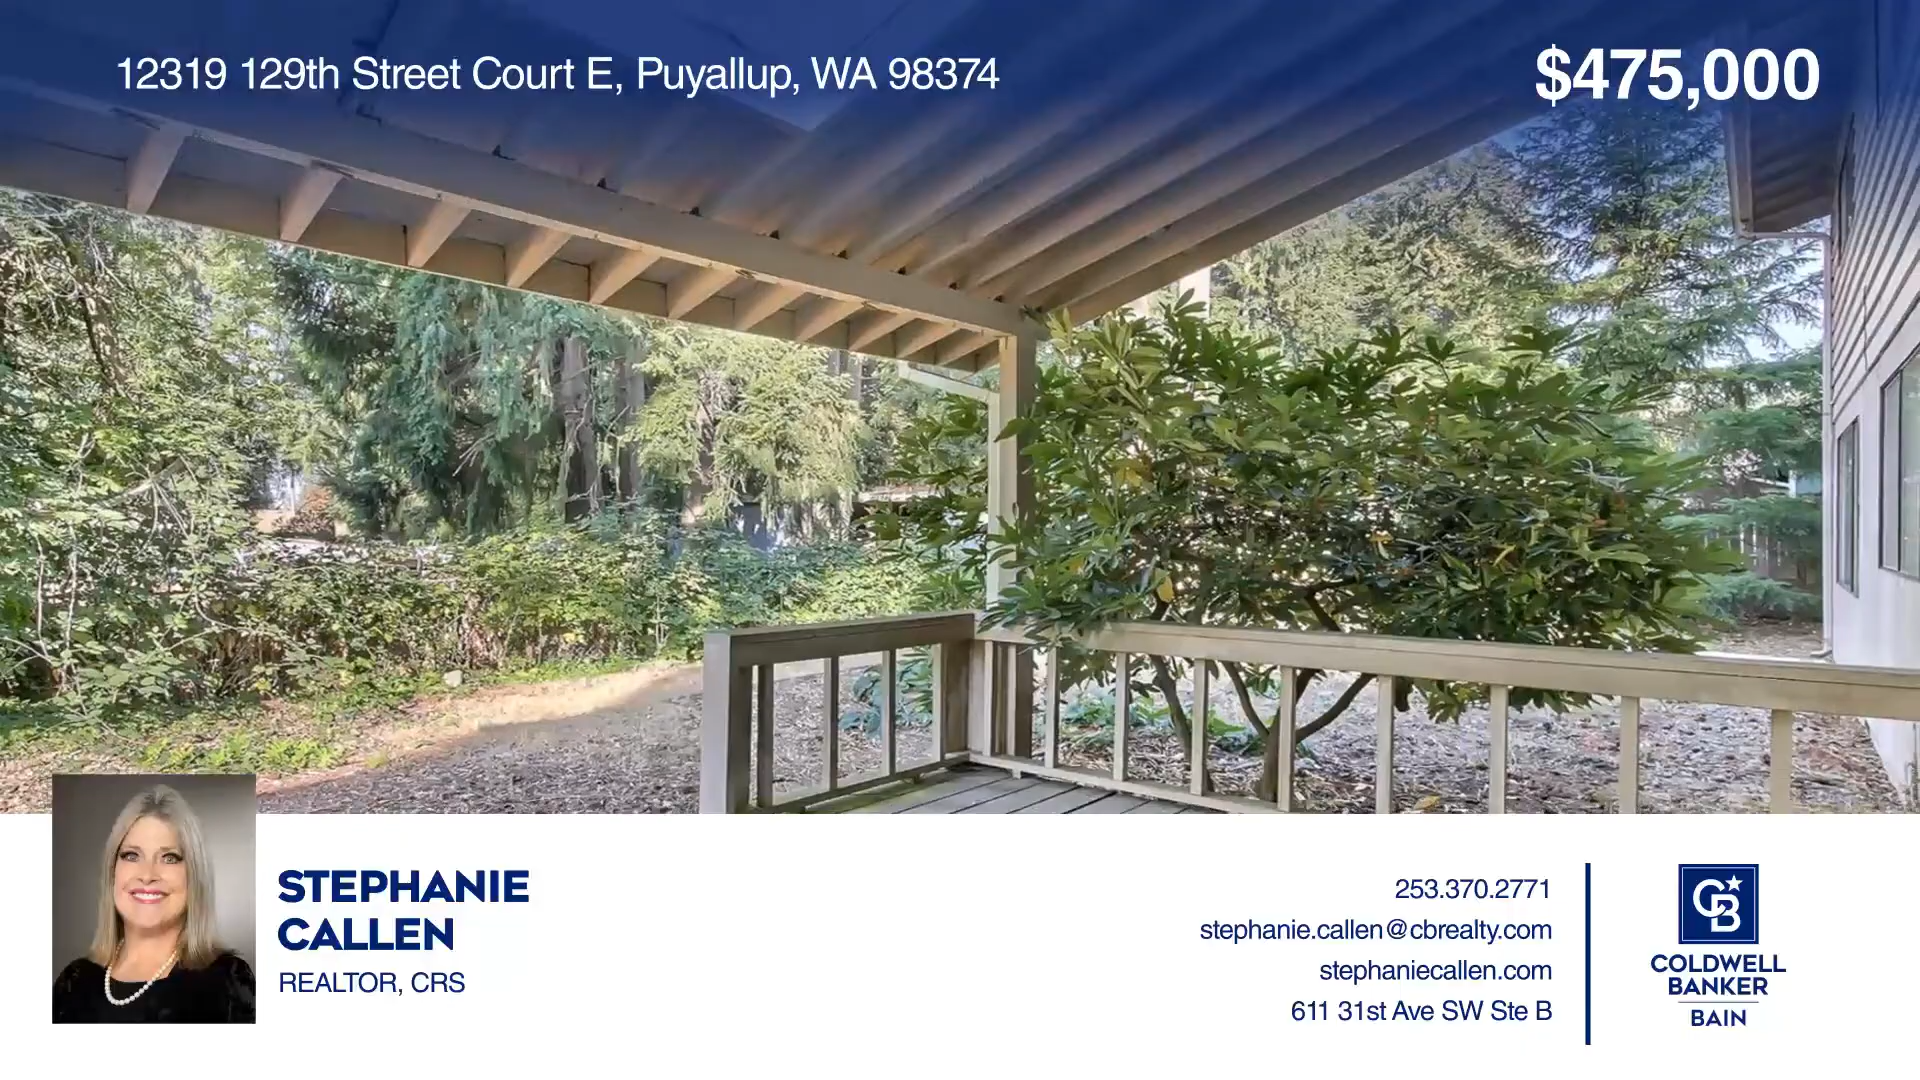 12319 129th Street Court E, Puyallup, WA 98374
$475,000
STEPHANIE
CALLEN
REALTOR, CRS
253.370.2771
stephanie.callen@cbrealty.com
stephaniecallen.com
611 31st Ave SW Ste B
CB
COLDWELL
BANKER
BAIN